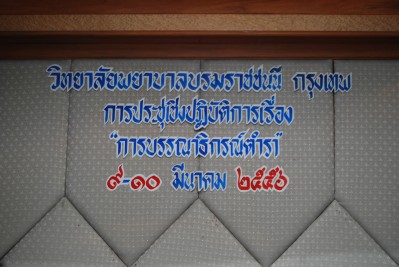 วิทยาลัยพยาบาลบรมราชชนนี กรุงเทพ
การประชุมเชิงปฏิบัติการเรื่อง
"การบรรณาธิกรณ์ตำรา"
๙-๑๐ มีนาคม ๒๕๕๖